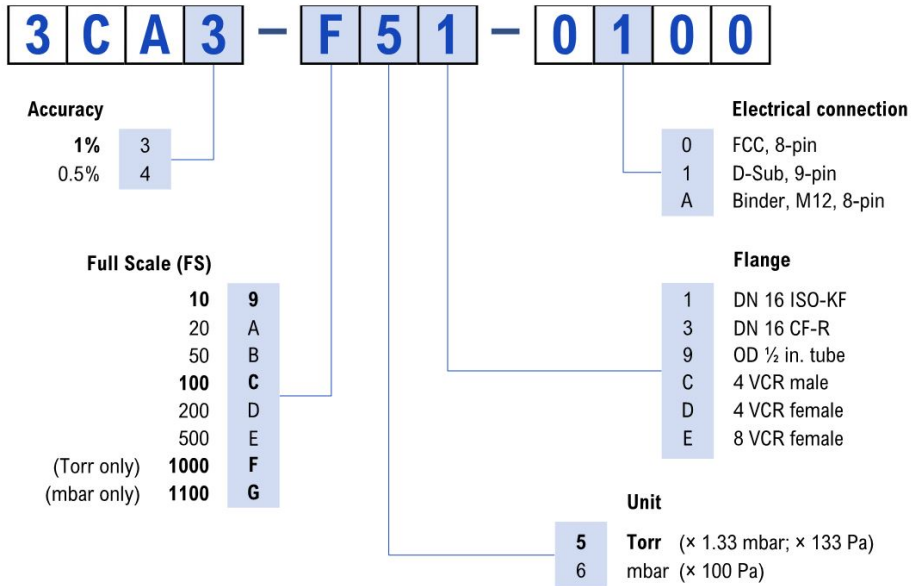 3 C A 3 – F 5 1 – 0 1 0 0
Accuracy
1% 3
0.5% 4
Electrical connection
0 FCC, 8-pin
1 D-Sub, 9-pin
A Binder, M12, 8-pin
Full Scale (FS)
10 9
20 A
50 B
100 C
200 D
500 E
(Torr only) 1000 F
(mbar only) 1100 G
Flange
1 DN 16 ISO-KF
3 DN 16 CF-R
9 OD ½ in. tube
C 4 VCR male
D 4 VCR female
E 8 VCR female
Unit
5 Torr (× 1.33 mbar; × 133 Pa)
6 mbar (× 100 Pa)